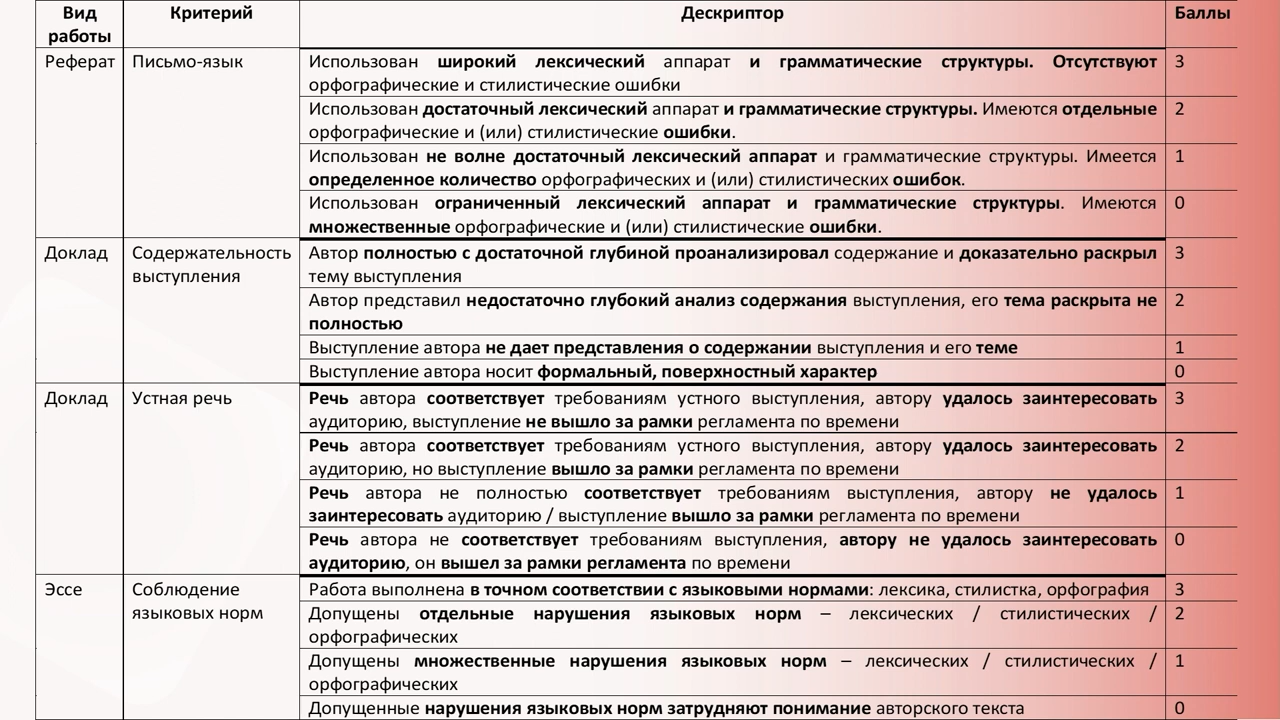 Вид работы | Критерий | Дескриптор | Баллы
Реферат | Письмо-язык | Использован широкий лексический аппарат и грамматические структуры. Отсутствуют | 3
орфографические и стилистические ошибки
Использован достаточный лексический аппарат и грамматические структуры. Имеются отдельные | 2
орфографические и (или) стилистические ошибки.
Использован не волне достаточный лексический аппарат и грамматические структуры. Имеется | 1
определенное количество орфографических и (или) стилистических ошибок.
Использован ограниченный лексический аппарат и грамматические структуры. Имеются | 0
множественные орфографические и (или) стилистические ошибки.
Доклад | Содержательность | Автор полностью с достаточной глубиной проанализировал содержание и доказательно раскрыл | 3
выступления | тему выступления
Автор представил недостаточно глубокий анализ содержания выступления, его тема раскрыта не | 2
полностью
Выступление автора не дает представления о содержании выступления и его теме | 1
Выступление автора носит формальный, поверхностный характер | 0
Доклад | Устная речь | Речь автора соответствует требованиям устного выступления, автору удалось заинтересовать | 3
аудиторию, выступление не вышло за рамки регламента по времени
Речь автора соответствует требованиям устного выступления, автору удалось заинтересовать | 2
аудиторию, но выступление вышло за рамки регламента по времени
Речь автора не полностью соответствует требованиям выступления, автору не удалось | 1
заинтересовать аудиторию / выступление вышло за рамки регламента по времени
Речь автора не соответствует требованиям выступления, автору не удалось заинтересовать | 0
аудиторию, он вышел за рамки регламента по времени
Эссе | Соблюдение | Работа выполнена в точном соответствии с языковыми нормами: лексика, стилистка, орфография | 3
языковых норм | Допущены отдельные нарушения языковых норм – лексических / стилистических / | 2
орфографических
Допущены множественные нарушения языковых норм – лексических / стилистических / | 1
орфографических
Допущенные нарушения языковых норм затрудняют понимание авторского текста | 0